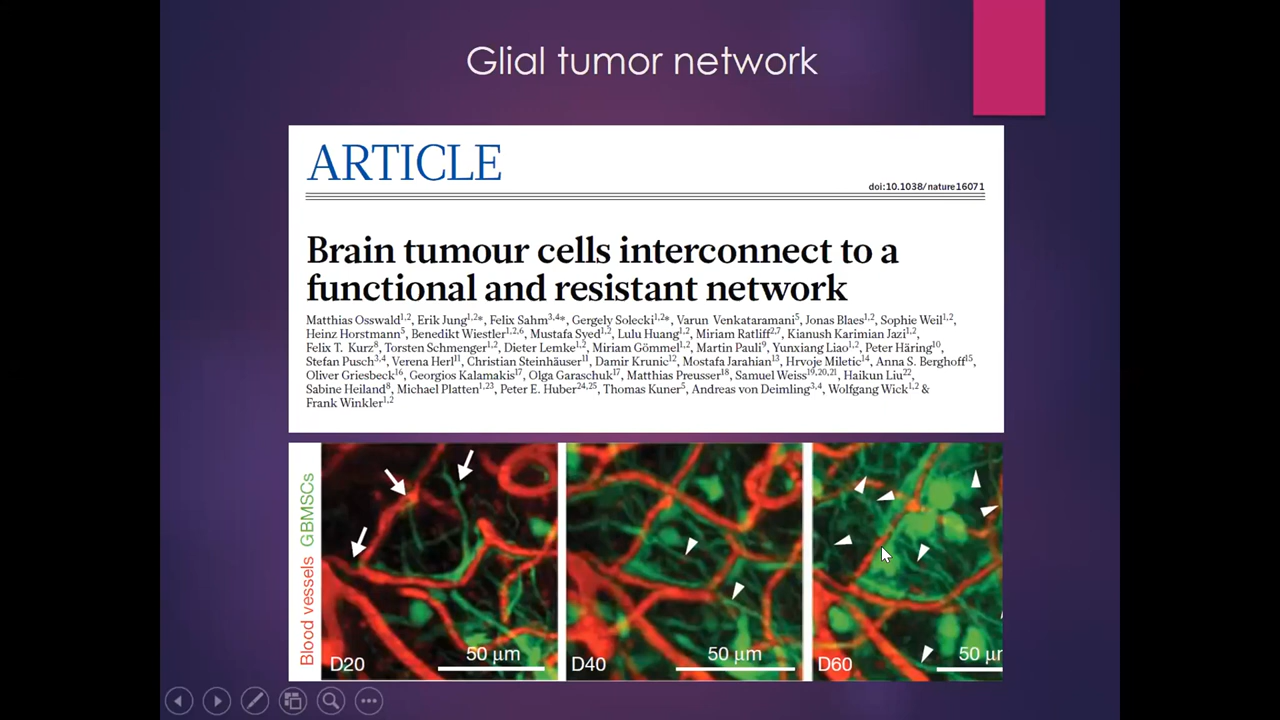 Glial tumor network
ARTICLE
doi:10.1038/nature16071
Brain tumour cells interconnect to a
functional and resistant network
Matthias Osswald1,2, Erik Jung1,2*, Felix Sahm3,4*, Gergely Solecki1,2*, Varun Venkataramani5, Jonas Blaes1,2, Sophie Weil1,2,
Heinz Horstmann5, Benedikt Wiestler1,2,6, Mustafa Syed1,2, Lulu Huang1,2, Miriam Ratliff2,7, Kianush Karimian Jazi1,2,
Felix T. Kurz8, Torsten Schmenger1,2, Dieter Lemke1,2, Miriam Gömmel1,2, Martin Pauli9, Yunxiang Liao1,2, Peter Häring10,
Stefan Pusch3,4, Verena Herl11, Christian Steinhäuser11, Damir Krunic12, Mostafa Jarahian13, Hrvoje Miletic14, Anna S. Berghoff15,
Oliver Griesbeck16, Georgios Kalamakis17, Olga Garaschuk17, Matthias Preusser18, Samuel Weiss19,20,21, Haikun Liu22,
Sabine Heiland8, Michael Platten1,23, Peter E. Huber24,25, Thomas Kuner5, Andreas von Deimling3,4, Wolfgang Wick1,2 &
Frank Winkler1,2
Blood vessels GBMSCs
D20
50 µm
D40
50 µm
D60
50 µ